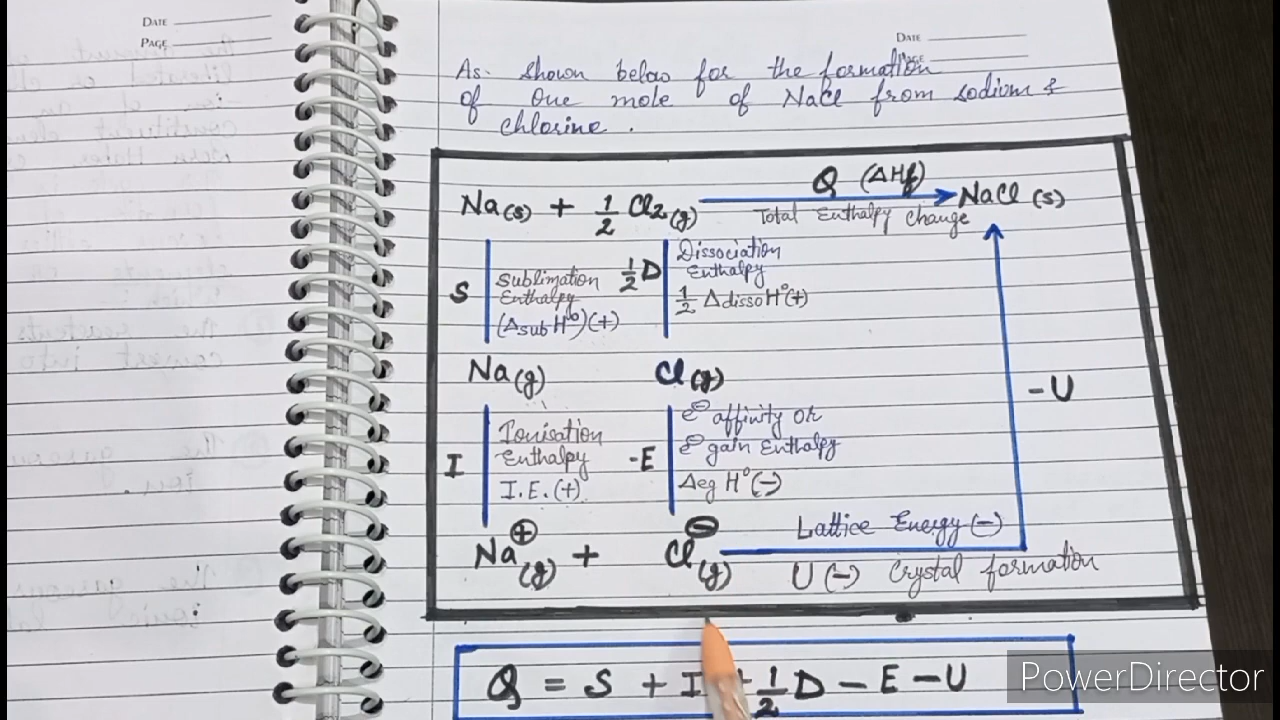 DATE
PAGE
DATE
As. shown below for the formation
of one mole of NaCl from sodium &
chlorine.
Na(s) + 1/2 Cl2(g) Q (ΔHf) NaCl (s)
Total Enthalpy change
S Sublimation Enthalpy (ΔsubH°)(+)
1/2 D Dissociation Enthalpy 1/2 ΔdissoH°(+)
Na(g) Cl(g)
I Ionisation Enthalpy I.E.(+)
-E e⊖ affinity or e⊖ gain Enthalpy Δeg H°(-)
-U
Na⊕(g) + Cl⊖(g) Lattice Energy(-)
U(-) Crystal formation
Q = S + I + 1/2 D - E - U
PowerDirector